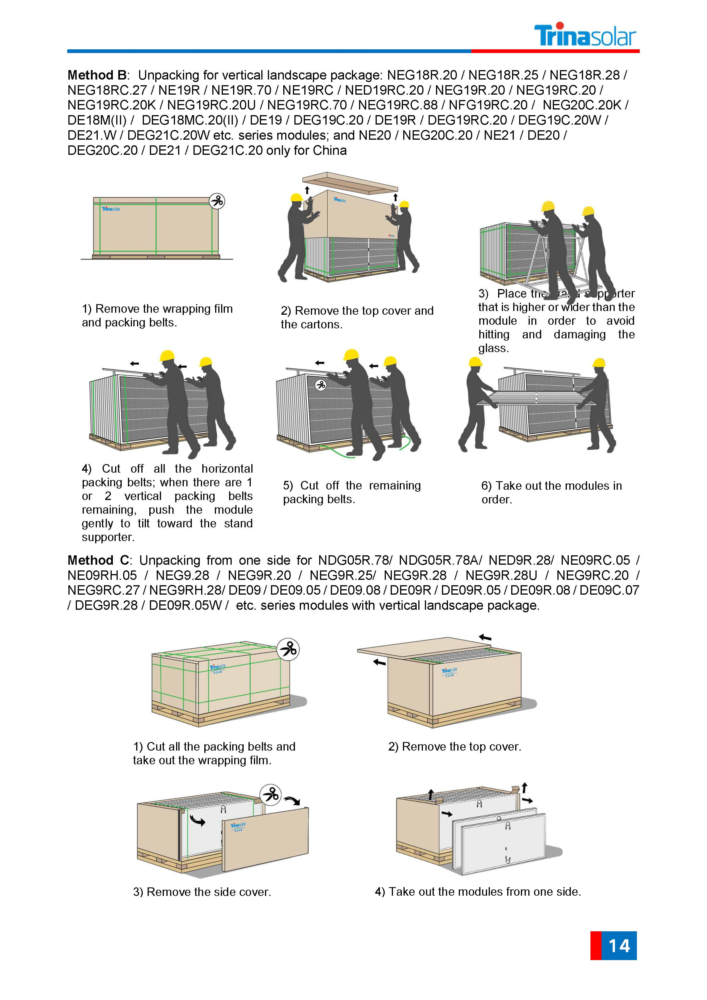 Trinasolar
Method B:  Unpacking for vertical landscape package: NEG18R.20 / NEG18R.25 / NEG18R.28 /
NEG18RC.27 / NE19R / NE19R.70 / NE19RC / NED19RC.20 / NEG19R.20 / NEG19RC.20 /
NEG19RC.20K / NEG19RC.20U / NEG19RC.70 / NEG19RC.88 / NFG19RC.20 /  NEG20C.20K /
DE18M(II) /  DEG18MC.20(II) / DE19 / DEG19C.20 / DE19R / DEG19RC.20 / DEG19C.20W /
DE21.W / DEG21C.20W etc. series modules; and NE20 / NEG20C.20 / NE21 / DE20 /
DEG20C.20 / DE21 / DEG21C.20 only for China
Trinasolar
Trinasolar
1) Remove the wrapping film
and packing belts.
2) Remove the top cover and
the cartons.
3) Place the stand supporter
that is higher or wider than the
module in order to avoid
hitting and damaging the
glass.
4) Cut off all the horizontal
packing belts; when there are 1
or 2 vertical packing belts
remaining, push the module
gently to tilt toward the stand
supporter.
5) Cut off the remaining
packing belts.
6) Take out the modules in
order.
Method C: Unpacking from one side for NDG05R.78/ NDG05R.78A/ NED9R.28/ NE09RC.05 /
NE09RH.05 / NEG9.28 / NEG9R.20 / NEG9R.25/ NEG9R.28 / NEG9R.28U / NEG9RC.20 /
NEG9RC.27 / NEG9RH.28/ DE09 / DE09.05 / DE09.08 / DE09R / DE09R.05 / DE09R.08 / DE09C.07
/ DEG9R.28 / DE09R.05W /  etc. series modules with vertical landscape package.
Trinasolar
Trinasolar
1) Cut all the packing belts and
take out the wrapping film.
2) Remove the top cover.
Trinasolar
3) Remove the side cover.
4) Take out the modules from one side.
14